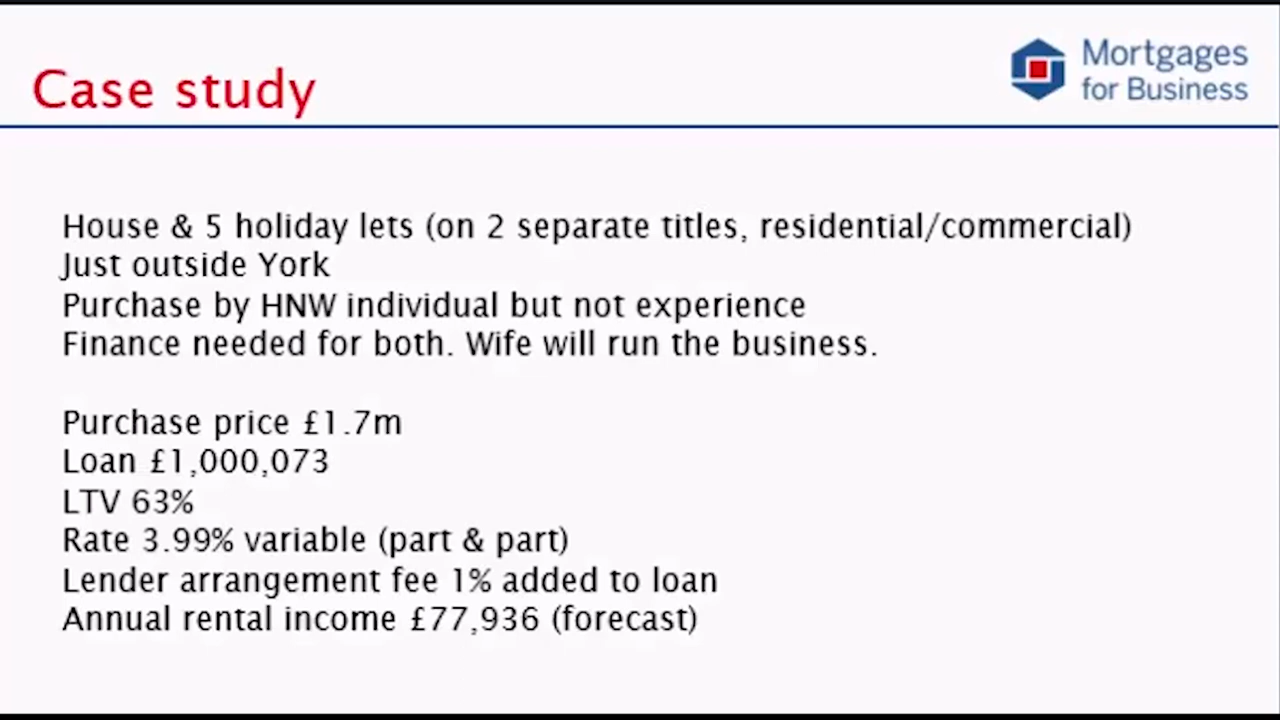 Case study
Mortgages
for Business
House & 5 holiday lets (on 2 separate titles, residential/commercial)
Just outside York
Purchase by HNW individual but not experience
Finance needed for both. Wife will run the business.
Purchase price £1.7m
Loan £1,000,073
LTV 63%
Rate 3.99% variable (part & part)
Lender arrangement fee 1% added to loan
Annual rental income £77,936 (forecast)